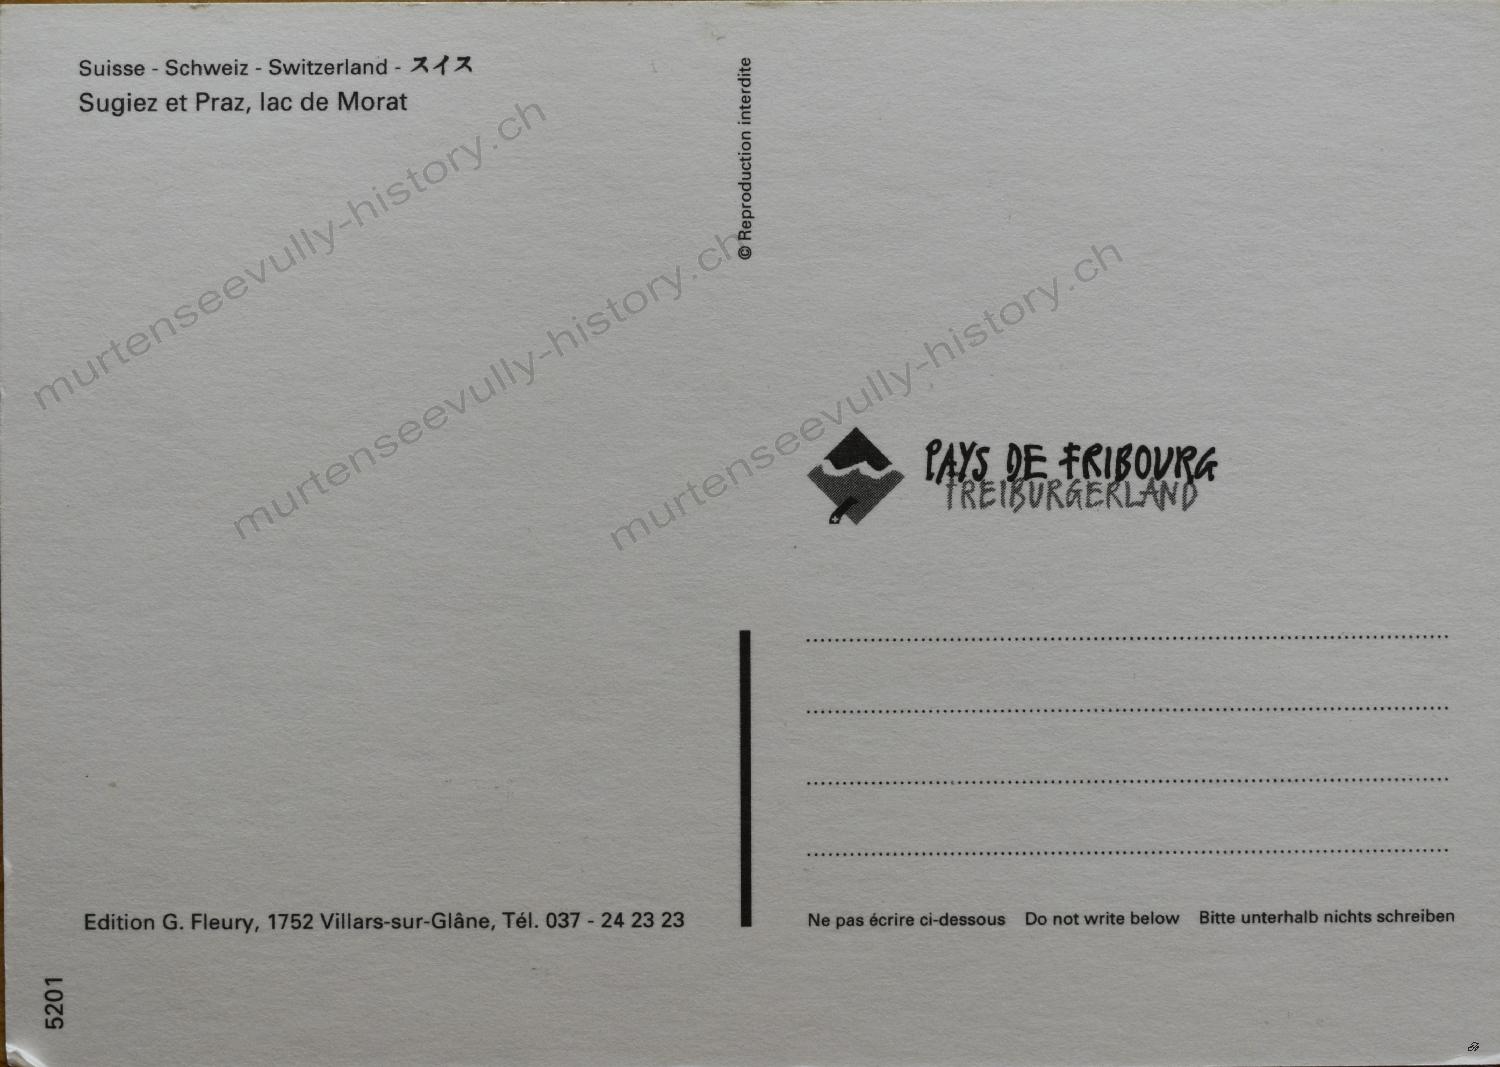 Suisse - Schweiz - Switzerland - スイス
Sugiez et Praz, lac de Morat
© Reproduction interdite
murtenseevully-history.ch
murtenseevully-history.ch
murtenseevully-history.ch
PAYS DE FRIBOURG
FREIBURGERLAND
Edition G. Fleury, 1752 Villars-sur-Glâne, Tél. 037 - 24 23 23
Ne pas écrire ci-dessous Do not write below Bitte unterhalb nichts schreiben
5201